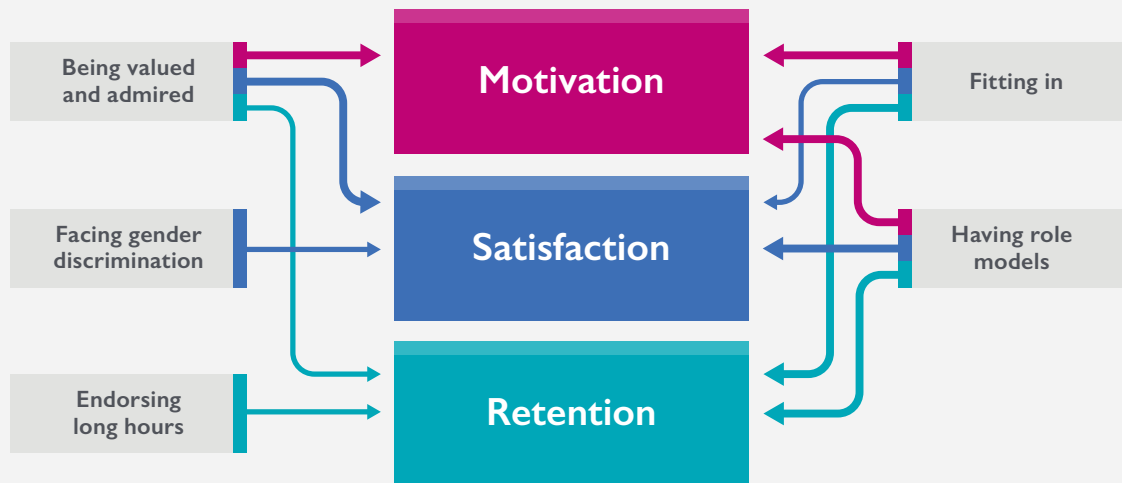 Being valued
and admired
Facing gender
discrimination
Endorsing
long hours
Motivation
Satisfaction
Retention
Fitting in
Having role
models